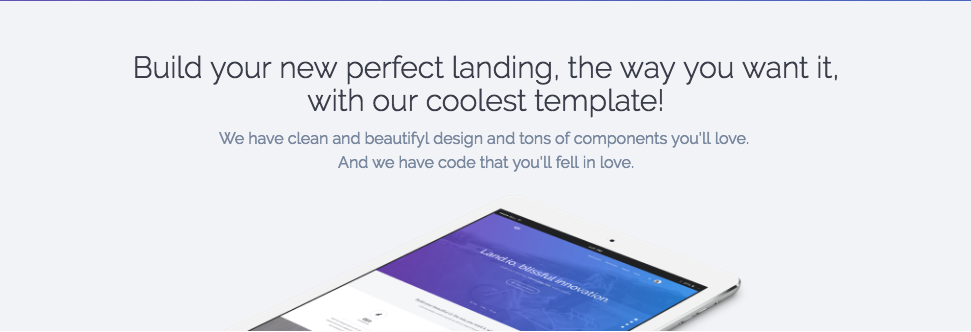 Build your new perfect landing, the way you want it,
with our coolest template!
We have clean and beautifyl design and tons of components you'll love.
And we have code that you'll fell in love.
Land.io: blissful innovation.